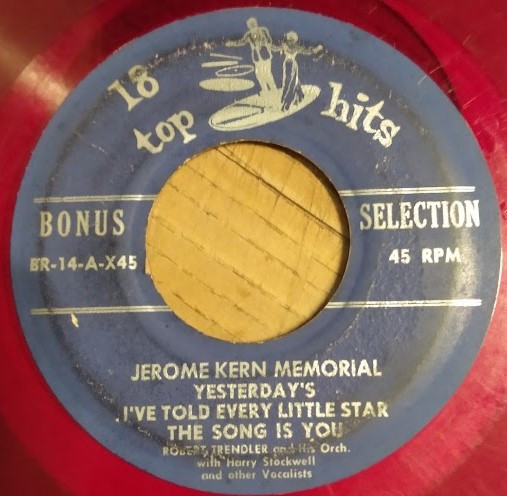 18
top hits
BONUS SELECTION
BR-14-A-X45 45 RPM
JEROME KERN MEMORIAL
YESTERDAY'S
I'VE TOLD EVERY LITTLE STAR
THE SONG IS YOU
ROBERT TRENDLER and His Orch.
with Harry Stockwell
and other Vocalists